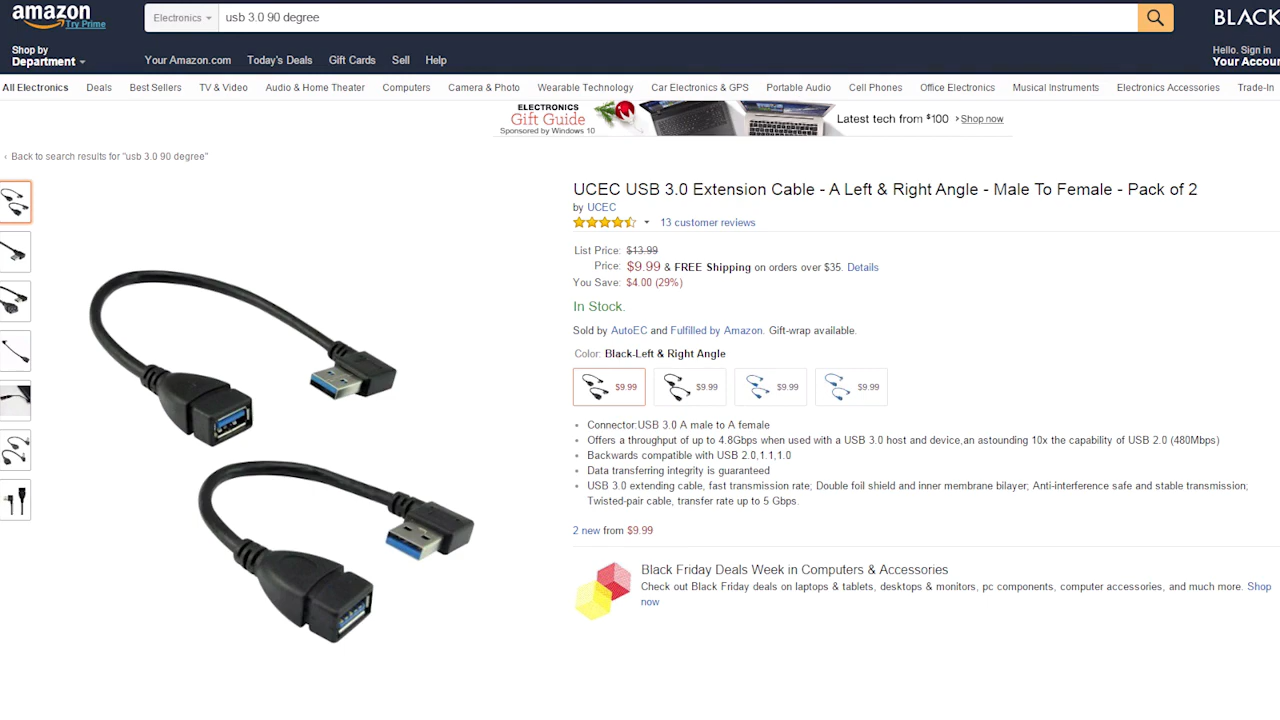 amazon
Try Prime
Electronics
usb 3.0 90 degree
BLACK
Shop by
Department
Your Amazon.com Today's Deals Gift Cards Sell Help
Hello. Sign in
Your Accou
All Electronics Deals Best Sellers TV & Video Audio & Home Theater Computers Camera & Photo Wearable Technology Car Electronics & GPS Portable Audio Cell Phones Office Electronics Musical Instruments Electronics Accessories Trade-In
ELECTRONICS
Gift Guide
Sponsored by Windows 10
Latest tech from $100 › Shop now
‹ Back to search results for "usb 3.0 90 degree"
UCEC USB 3.0 Extension Cable - A Left & Right Angle - Male To Female - Pack of 2
by UCEC
13 customer reviews
List Price: $13.99
Price: $9.99 & FREE Shipping on orders over $35. Details
You Save: $4.00 (29%)
In Stock.
Sold by AutoEC and Fulfilled by Amazon. Gift-wrap available.
Color: Black-Left & Right Angle
$9.99 $9.99 $9.99 $9.99
• Connector:USB 3.0 A male to A female
• Offers a throughput of up to 4.8Gbps when used with a USB 3.0 host and device,an astounding 10x the capability of USB 2.0 (480Mbps)
• Backwards compatible with USB 2.0,1.1,1.0
• Data transferring integrity is guaranteed
• USB 3.0 extending cable, fast transmission rate; Double foil shield and inner membrane bilayer; Anti-interference safe and stable transmission;
Twisted-pair cable, transfer rate up to 5 Gbps.
2 new from $9.99
Black Friday Deals Week in Computers & Accessories
Check out Black Friday deals on laptops & tablets, desktops & monitors, pc components, computer accessories, and much more. Shop
now